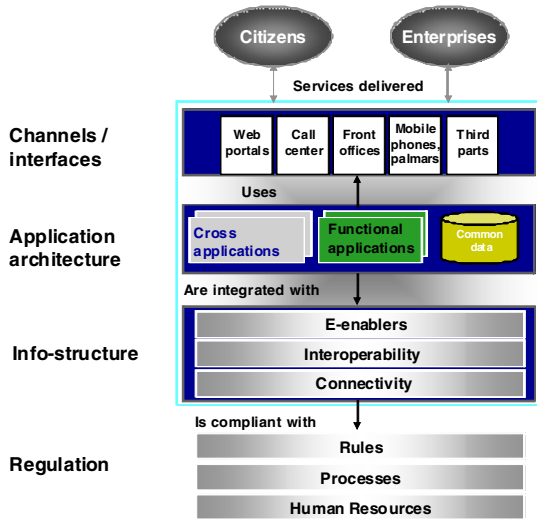 Citizens
Enterprises
Services delivered
Channels /
interfaces
Web
portals
Call
center
Front
offices
Mobile
phones,
palmars
Third
parts
Uses
Application
architecture
Cross
applications
Functional
applications
Common
data
Are integrated with
Info-structure
E-enablers
Interoperability
Connectivity
Is compliant with
Regulation
Rules
Processes
Human Resources